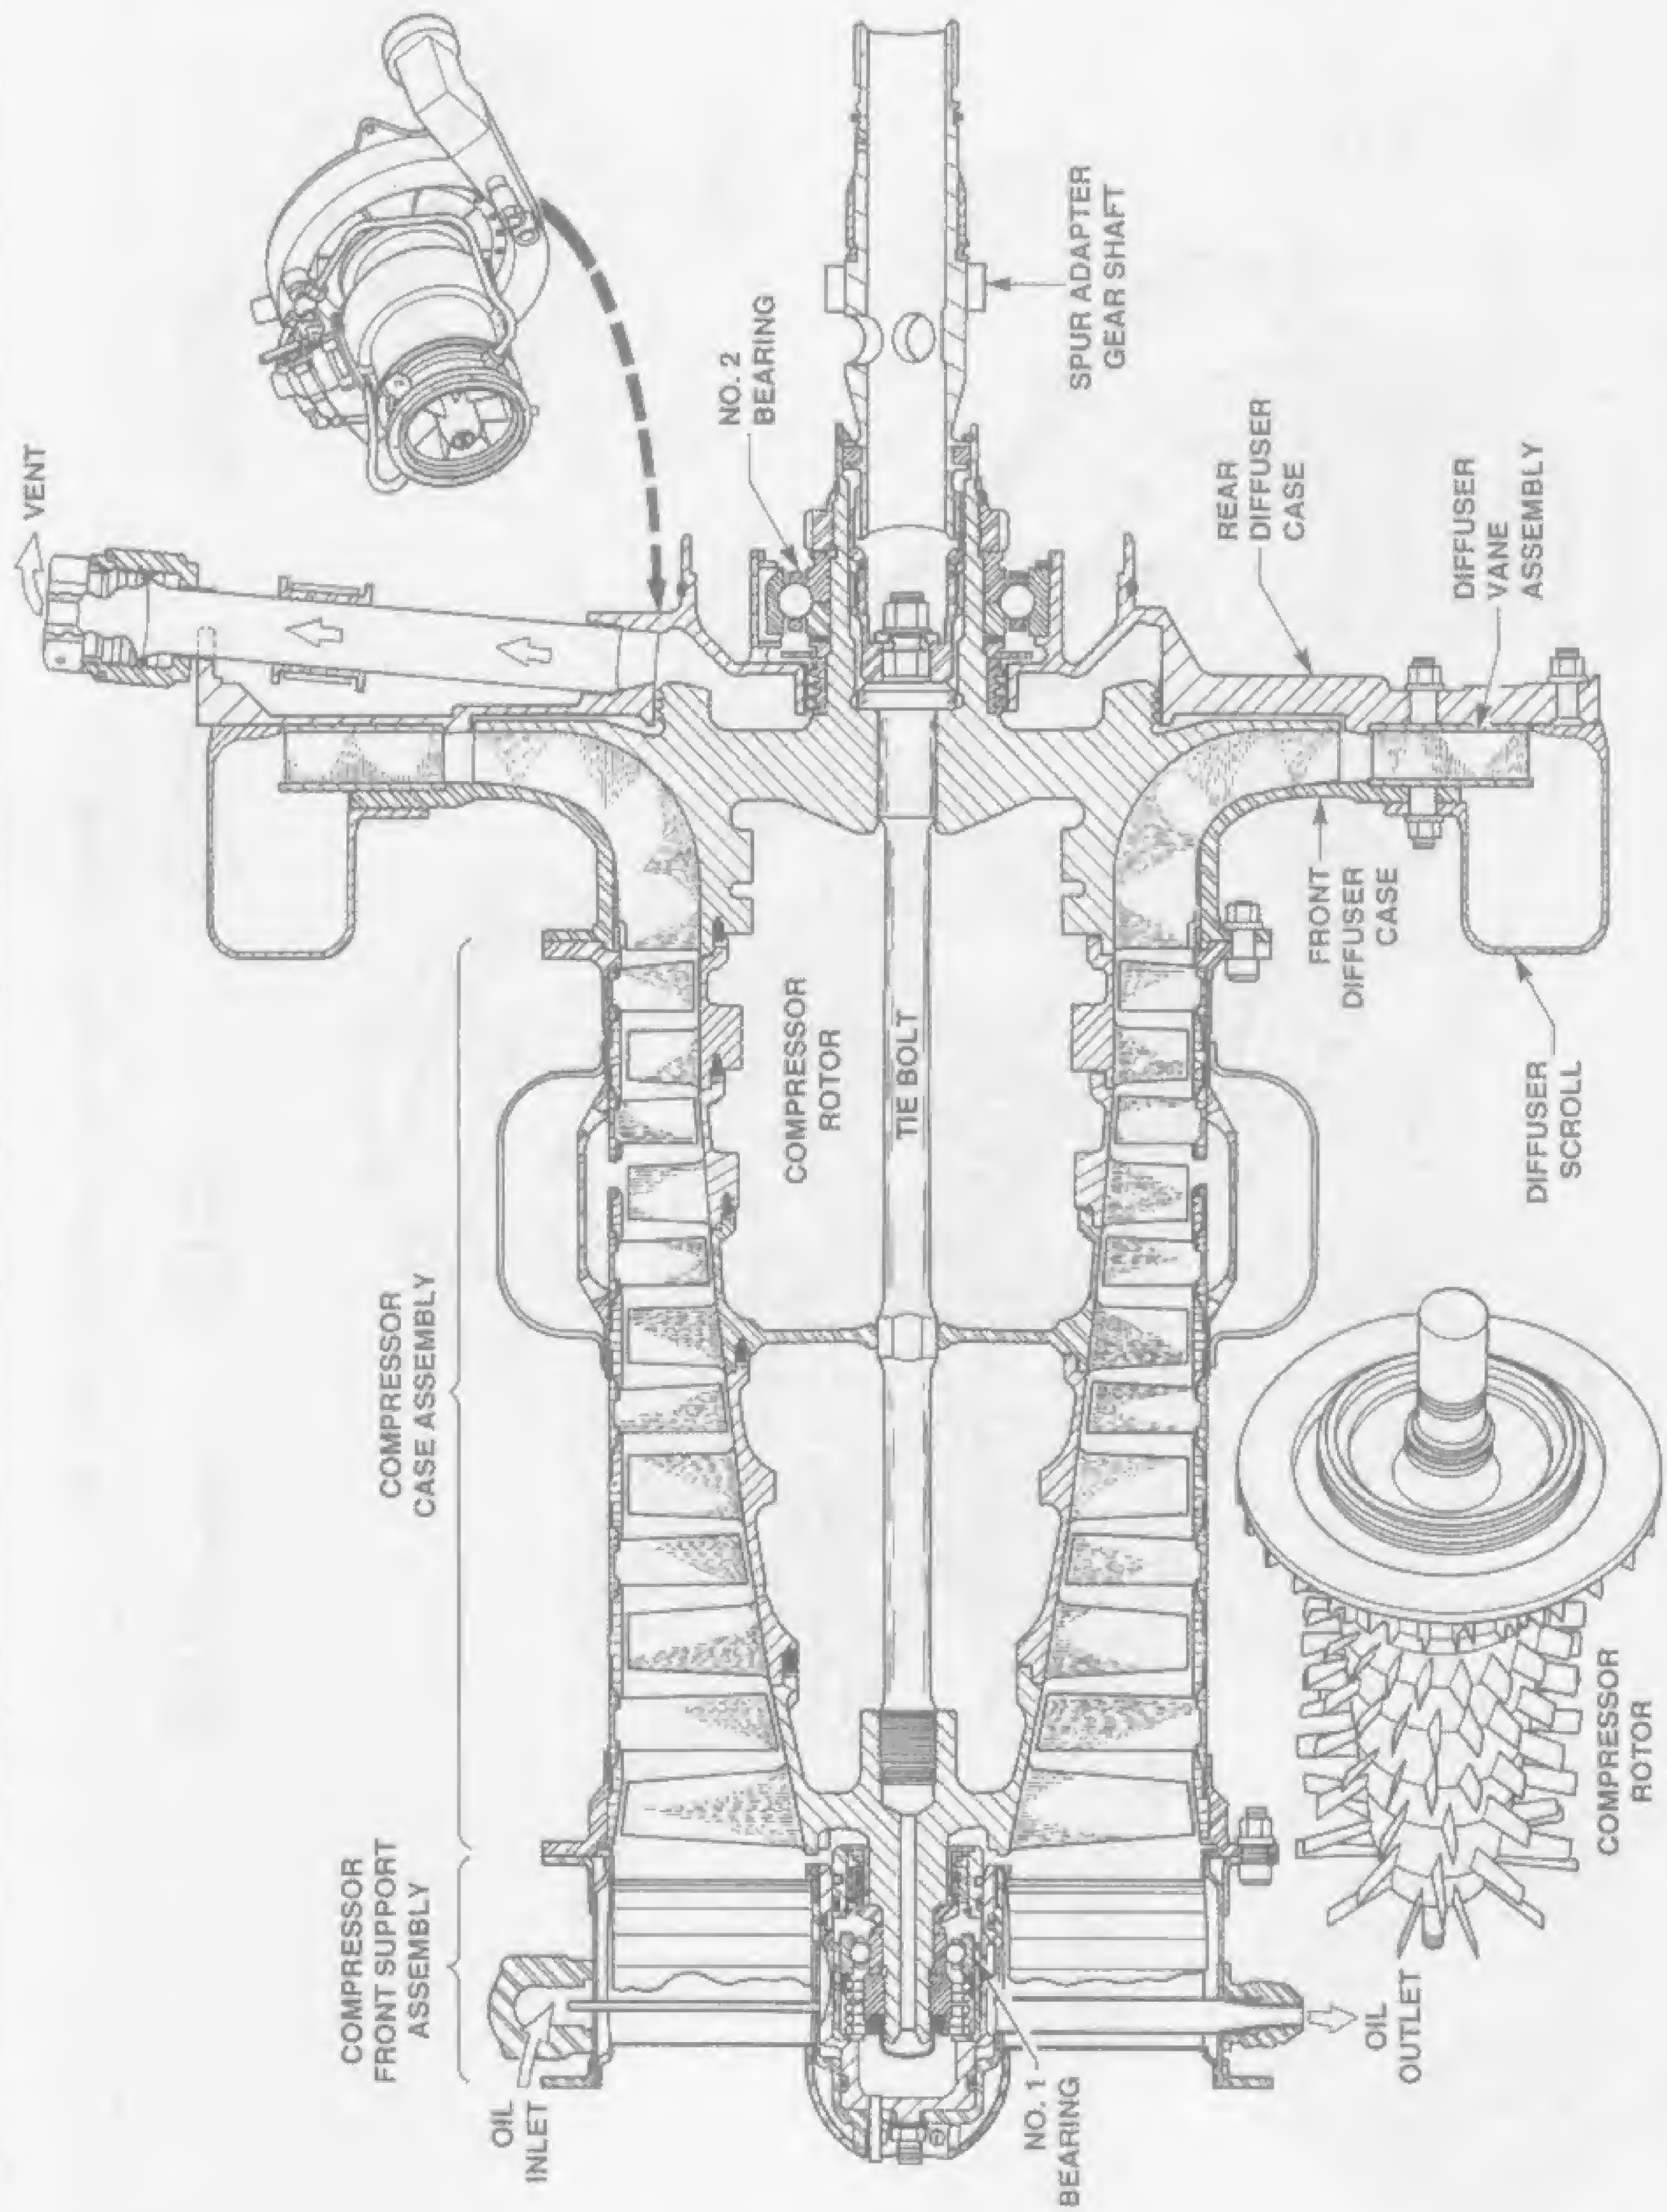 VENT
NO. 2
BEARING
SPUR ADAPTER
GEAR SHAFT
REAR
DIFFUSER
CASE
DIFFUSER
VANE
ASSEMBLY
FRONT
DIFFUSER
CASE
DIFFUSER
SCROLL
COMPRESSOR
ROTOR
TIE BOLT
COMPRESSOR
CASE ASSEMBLY
COMPRESSOR
FRONT SUPPORT
ASSEMBLY
OIL
INLET
NO. 1
BEARING
OIL
OUTLET
COMPRESSOR
ROTOR